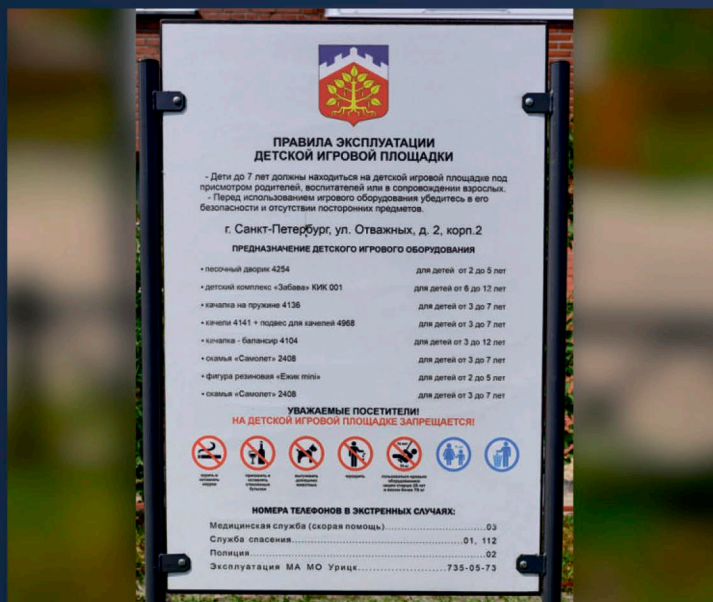 ПРАВИЛА ЭКСПЛУАТАЦИИ
ДЕТСКОЙ ИГРОВОЙ ПЛОЩАДКИ
- Дети до 7 лет должны находиться на детской игровой площадке под
присмотром родителей, воспитателей или в сопровождении взрослых.
- Перед использованием игрового оборудования убедитесь в его
безопасности и отсутствии посторонних предметов.
г. Санкт-Петербург, ул. Отважных, д. 2, корп.2
ПРЕДНАЗНАЧЕНИЕ ДЕТСКОГО ИГРОВОГО ОБОРУДОВАНИЯ
• песочный дворик 4254 для детей от 2 до 5 лет
• детский комплекс «Забава» КИК 001 для детей от 6 до 12 лет
• качалка на пружине 4136 для детей от 3 до 7 лет
• качели 4141 + подвес для качелей 4968 для детей от 3 до 7 лет
• качалка - балансир 4104 для детей от 3 до 12 лет
• скамья «Самолет» 2408 для детей от 3 до 7 лет
• фигура резиновая «Ежик mini» для детей от 2 до 5 лет
• скамья «Самолет» 2408 для детей от 3 до 7 лет
УВАЖАЕМЫЕ ПОСЕТИТЕЛИ!
НА ДЕТСКОЙ ИГРОВОЙ ПЛОЩАДКЕ ЗАПРЕЩАЕТСЯ!
НОМЕРА ТЕЛЕФОНОВ В ЭКСТРЕННЫХ СЛУЧАЯХ:
Медицинская служба (скорая помощь)........................03
Служба спасения........................................01, 112
Полиция....................................................02
Эксплуатация МА МО Урицк...........................735-05-73